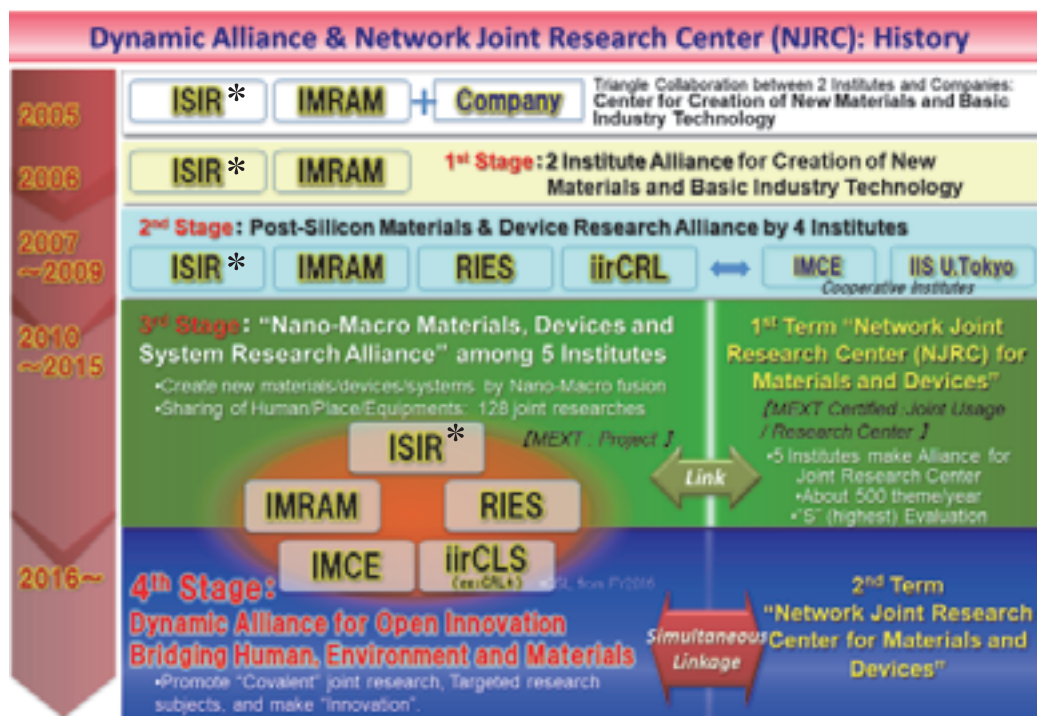 Dynamic Alliance & Network Joint Research Center (NJRC): History
2005
ISIR* IMRAM + Company
Triangle Collaboration between 2 Institutes and Companies:
Center for Creation of New Materials and Basic
Industry Technology
2006
ISIR* IMRAM
1st Stage: 2 Institute Alliance for Creation of New
Materials and Basic Industry Technology
2007
~2009
2nd Stage: Post-Silicon Materials & Device Research Alliance by 4 Institutes
ISIR* IMRAM RIES iirCRL IMCE IIS U.Tokyo
Cooperative Institutes
2010
~2015
3rd Stage: "Nano-Macro Materials, Devices and
System Research Alliance" among 5 Institutes
•Create new materials/devices/systems by Nano-Macro fusion
•Sharing of Human/Place/Equipments: 128 joint researches
【MEXT : Project】
ISIR*
IMRAM RIES
IMCE iirCLS
Link
1st Term "Network Joint
Research Center (NJRC) for
Materials and Devices"
【MEXT Certified :Joint Usage
/ Research Center】
•5 Institutes make Alliance for
Joint Research Center
•About 500 theme/year
•"S" (highest) Evaluation
2016~
from FY2016
4th Stage:
Dynamic Alliance for Open Innovation
Bridging Human, Environment and Materials
•Promote "Covalent" joint research, Targeted research
subjects, and make "Innovation".
Simultaneous
Linkage
2nd Term
"Network Joint Research
Center for Materials and
Devices"